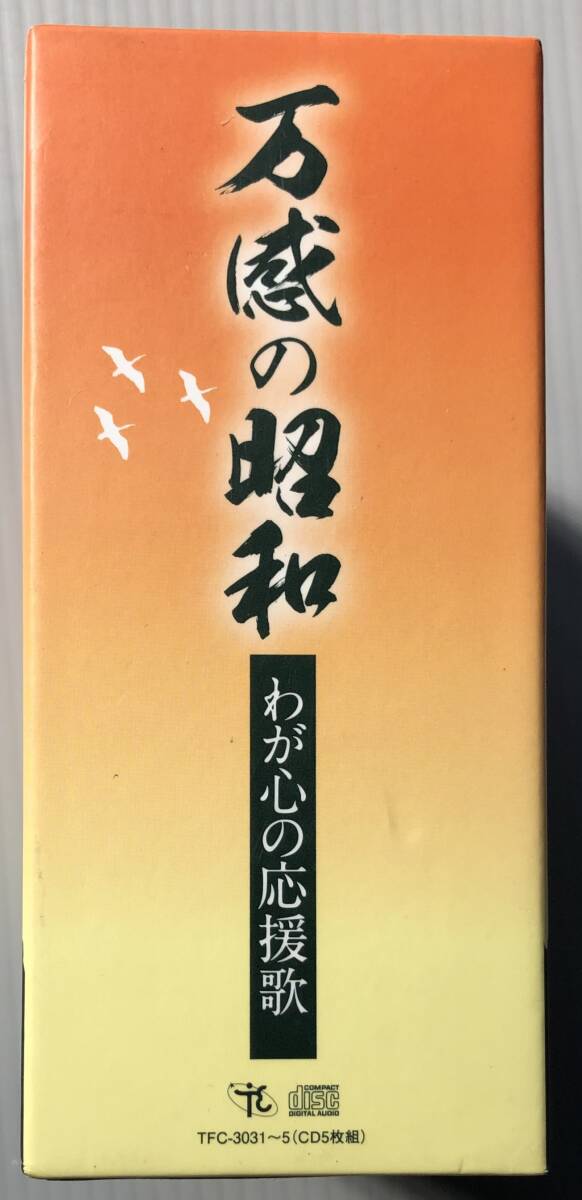 万感の昭和
わが心の応援歌
TC
COMPACT
disc
DIGITAL AUDIO
TFC-3031～5(CD5枚組)